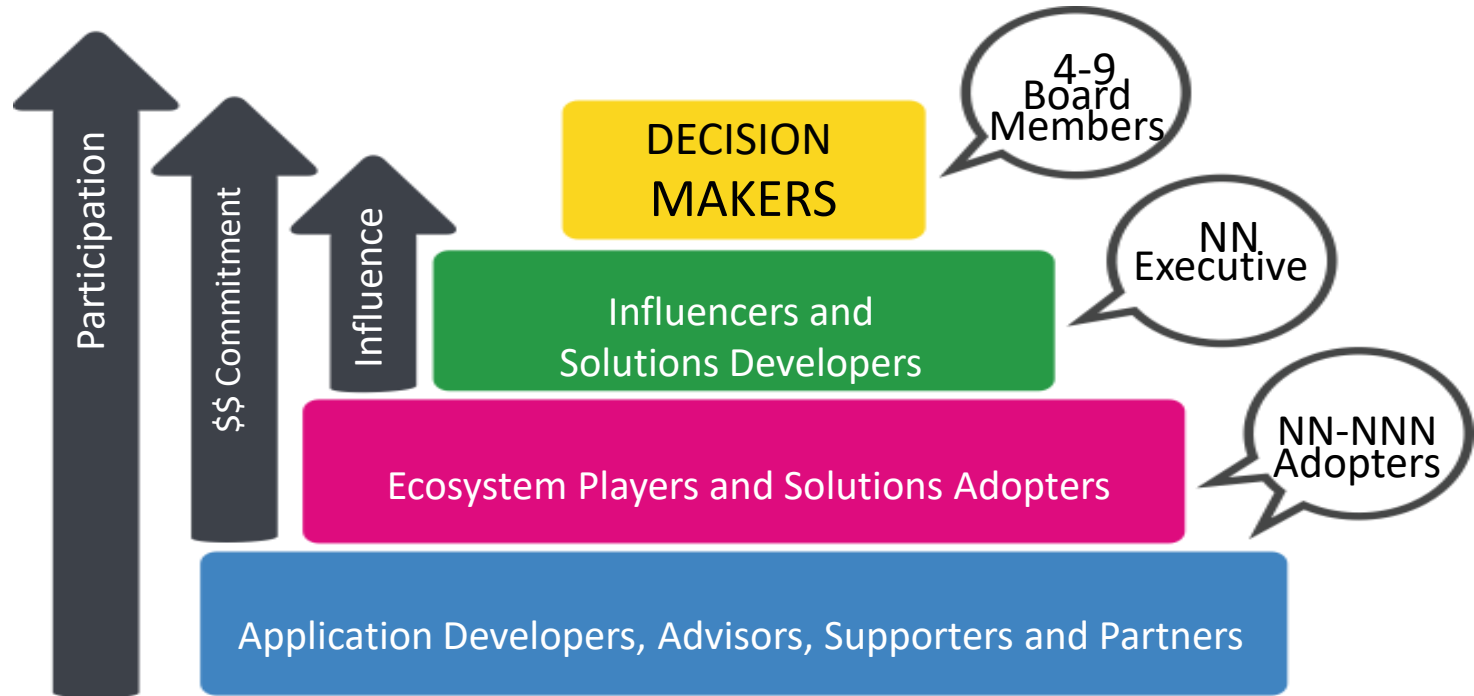 Participation
$$ Commitment
Influence
DECISION
MAKERS
4-9
Board
Members
Influencers and
Solutions Developers
NN
Executive
Ecosystem Players and Solutions Adopters
NN-NNN
Adopters
Application Developers, Advisors, Supporters and Partners